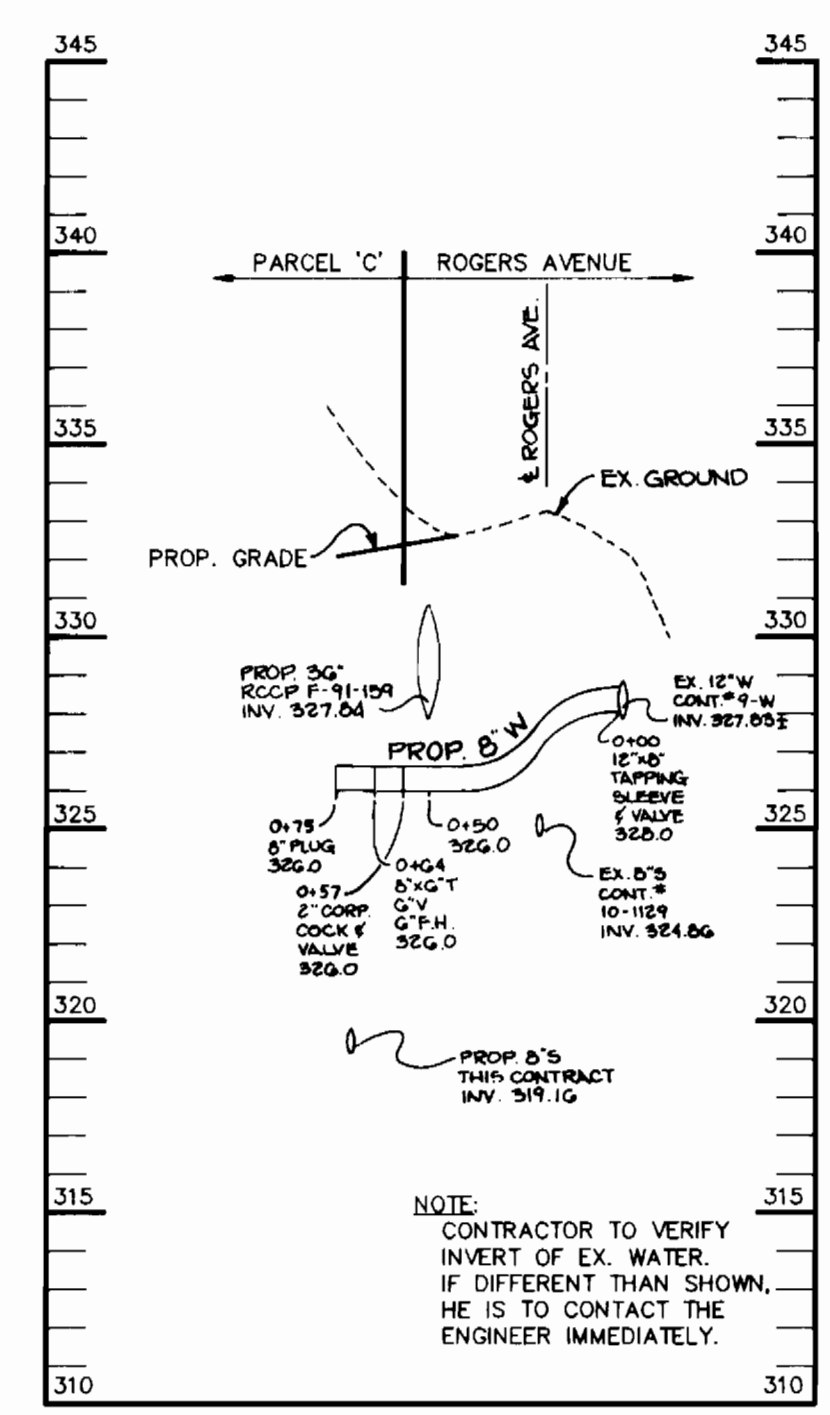 345 345
340 340
PARCEL 'C' ROGERS AVENUE
℄ ROGERS AVE.
335 335
EX. GROUND
PROP. GRADE
330 330
PROP. 36"
RCCP F-91-159
INV. 327.84
EX. 12"W
CONT.# 9-W
INV. 327.83±
PROP. 8"W
0+00
12"x8"
TAPPING
SLEEVE
& VALVE
328.0
325 325
0+75
8" PLUG
326.0
0+50
326.0
0+64
8"x6"T
6"V
6"F.H.
326.0
0+57
2" CORP.
COCK &
VALVE
326.0
EX. 8"S
CONT.#
10-1129
INV. 324.86
320 320
PROP. 8"S
THIS CONTRACT
INV. 319.16
315 315
NOTE:
CONTRACTOR TO VERIFY
INVERT OF EX. WATER.
IF DIFFERENT THAN SHOWN,
HE IS TO CONTACT THE
ENGINEER IMMEDIATELY.
310 310